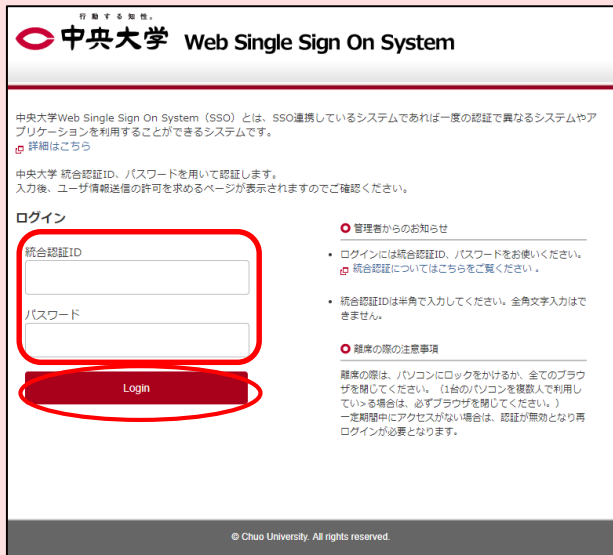 行動する知性。
中央大学 Web Single Sign On System
中央大学Web Single Sign On System（SSO）とは、SSO連携しているシステムであれば一度の認証で異なるシステムやア
プリケーションを利用することができるシステムです。
詳細はこちら
中央大学 統合認証ID、パスワードを用いて認証します。
入力後、ユーザ情報送信の許可を求めるページが表示されますのでご確認ください。
ログイン
統合認証ID
パスワード
Login
管理者からのお知らせ
• ログインには統合認証ID、パスワードをお使いください。
統合認証についてはこちらをご覧ください 。
• 統合認証IDは半角で入力してください。全角文字入力はで
きません。
離席の際の注意事項
離席の際は、パソコンにロックをかけるか、全てのブラウ
ザを閉じてください。（1台のパソコンを複数人で利用し
てい>る場合は、必ずブラウザを閉じてください。）
一定期間中にアクセスがない場合は、認証が無効となり再
ログインが必要となります。
© Chuo University. All rights reserved.